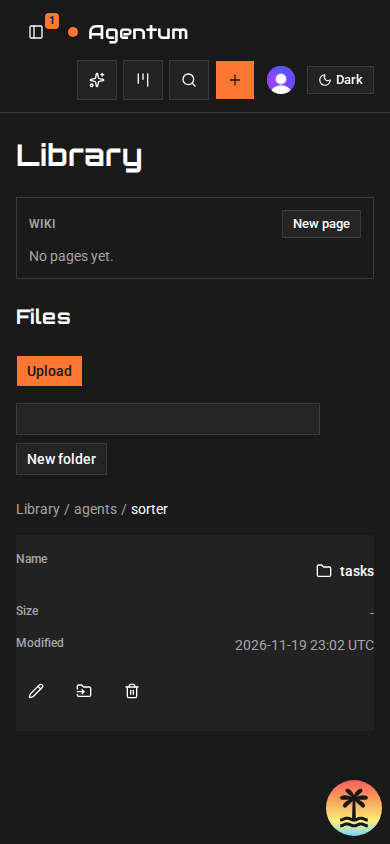 1
Agentum
Dark
Library
WIKI
New page
No pages yet.
Files
Upload
New folder
Library / agents / sorter
Name
tasks
Size
-
Modified
2026-11-19 23:02 UTC